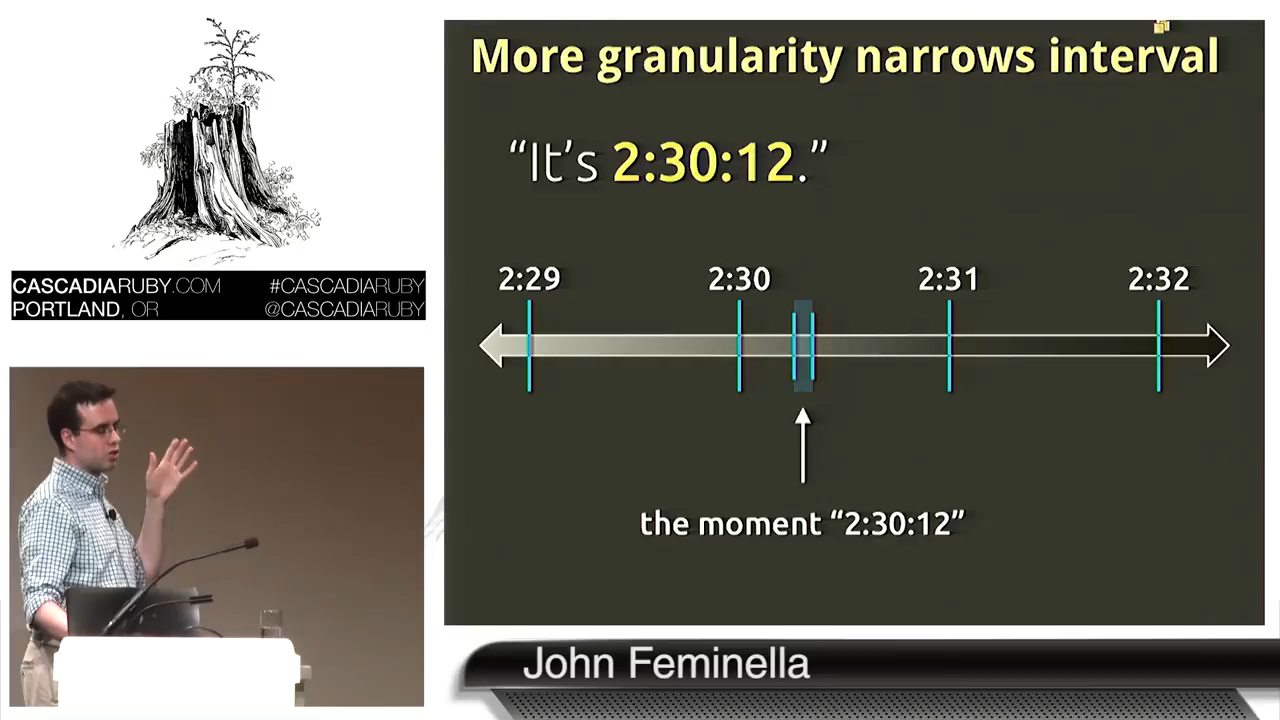 More granularity narrows interval
“It’s 2:30:12.”
2:29 2:30 2:31 2:32
the moment “2:30:12”
CASCADIARUBY.COM #CASCADIARUBY
PORTLAND, OR @CASCADIARUBY
John Feminella